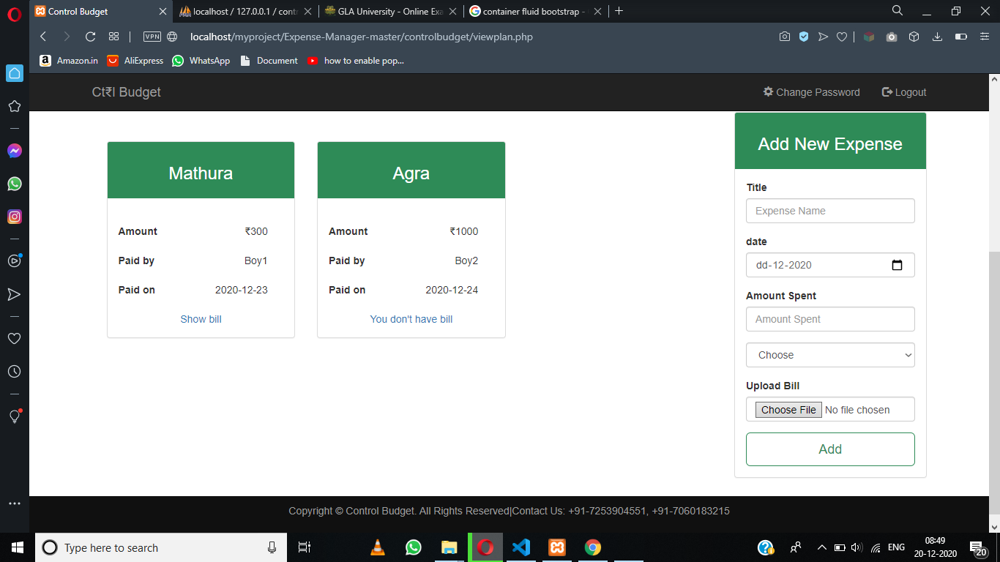 Control Budget
localhost / 127.0.0.1 / contr
GLA University - Online Exa
container fluid bootstrap -
VPN
localhost/myproject/Expense-Manager-master/controlbudget/viewplan.php
Amazon.in
AliExpress
WhatsApp
Document
how to enable pop...
Ct₹l Budget
Change Password
Logout
Mathura
Amount ₹300
Paid by Boy1
Paid on 2020-12-23
Show bill
Agra
Amount ₹1000
Paid by Boy2
Paid on 2020-12-24
You don't have bill
Add New Expense
Title
Expense Name
date
dd-12-2020
Amount Spent
Amount Spent
Choose
Upload Bill
Choose File No file chosen
Add
Copyright © Control Budget. All Rights Reserved|Contact Us: +91-7253904551, +91-7060183215
Type here to search
ENG
08:49
20-12-2020
20